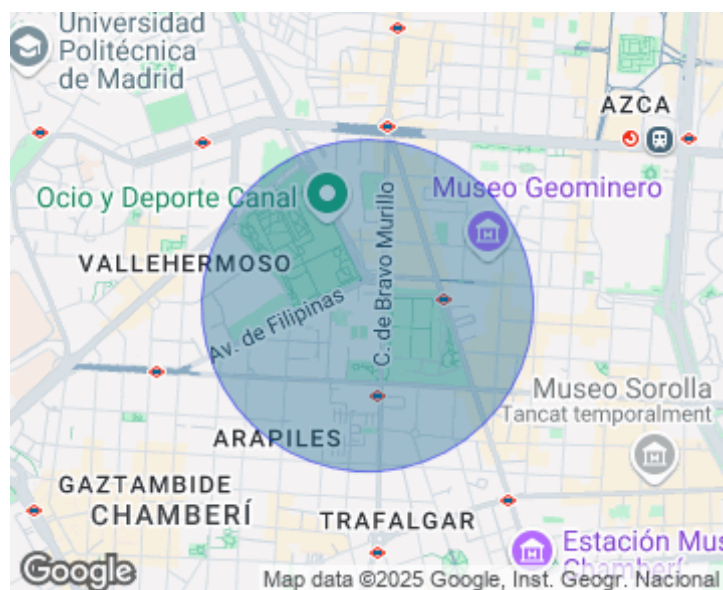 Universidad
Politécnica
de Madrid
AZCA
Ocio y Deporte Canal
Museo Geominero
C. de Bravo Murillo
VALLEHERMOSO
Av. de Filipinas
Museo Sorolla
Tancat temporalment
ARAPILES
GAZTAMBIDE
CHAMBERÍ
TRAFALGAR
Estación Mus
Chamberí
Google
Map data ©2025 Google, Inst. Geogr. Nacional